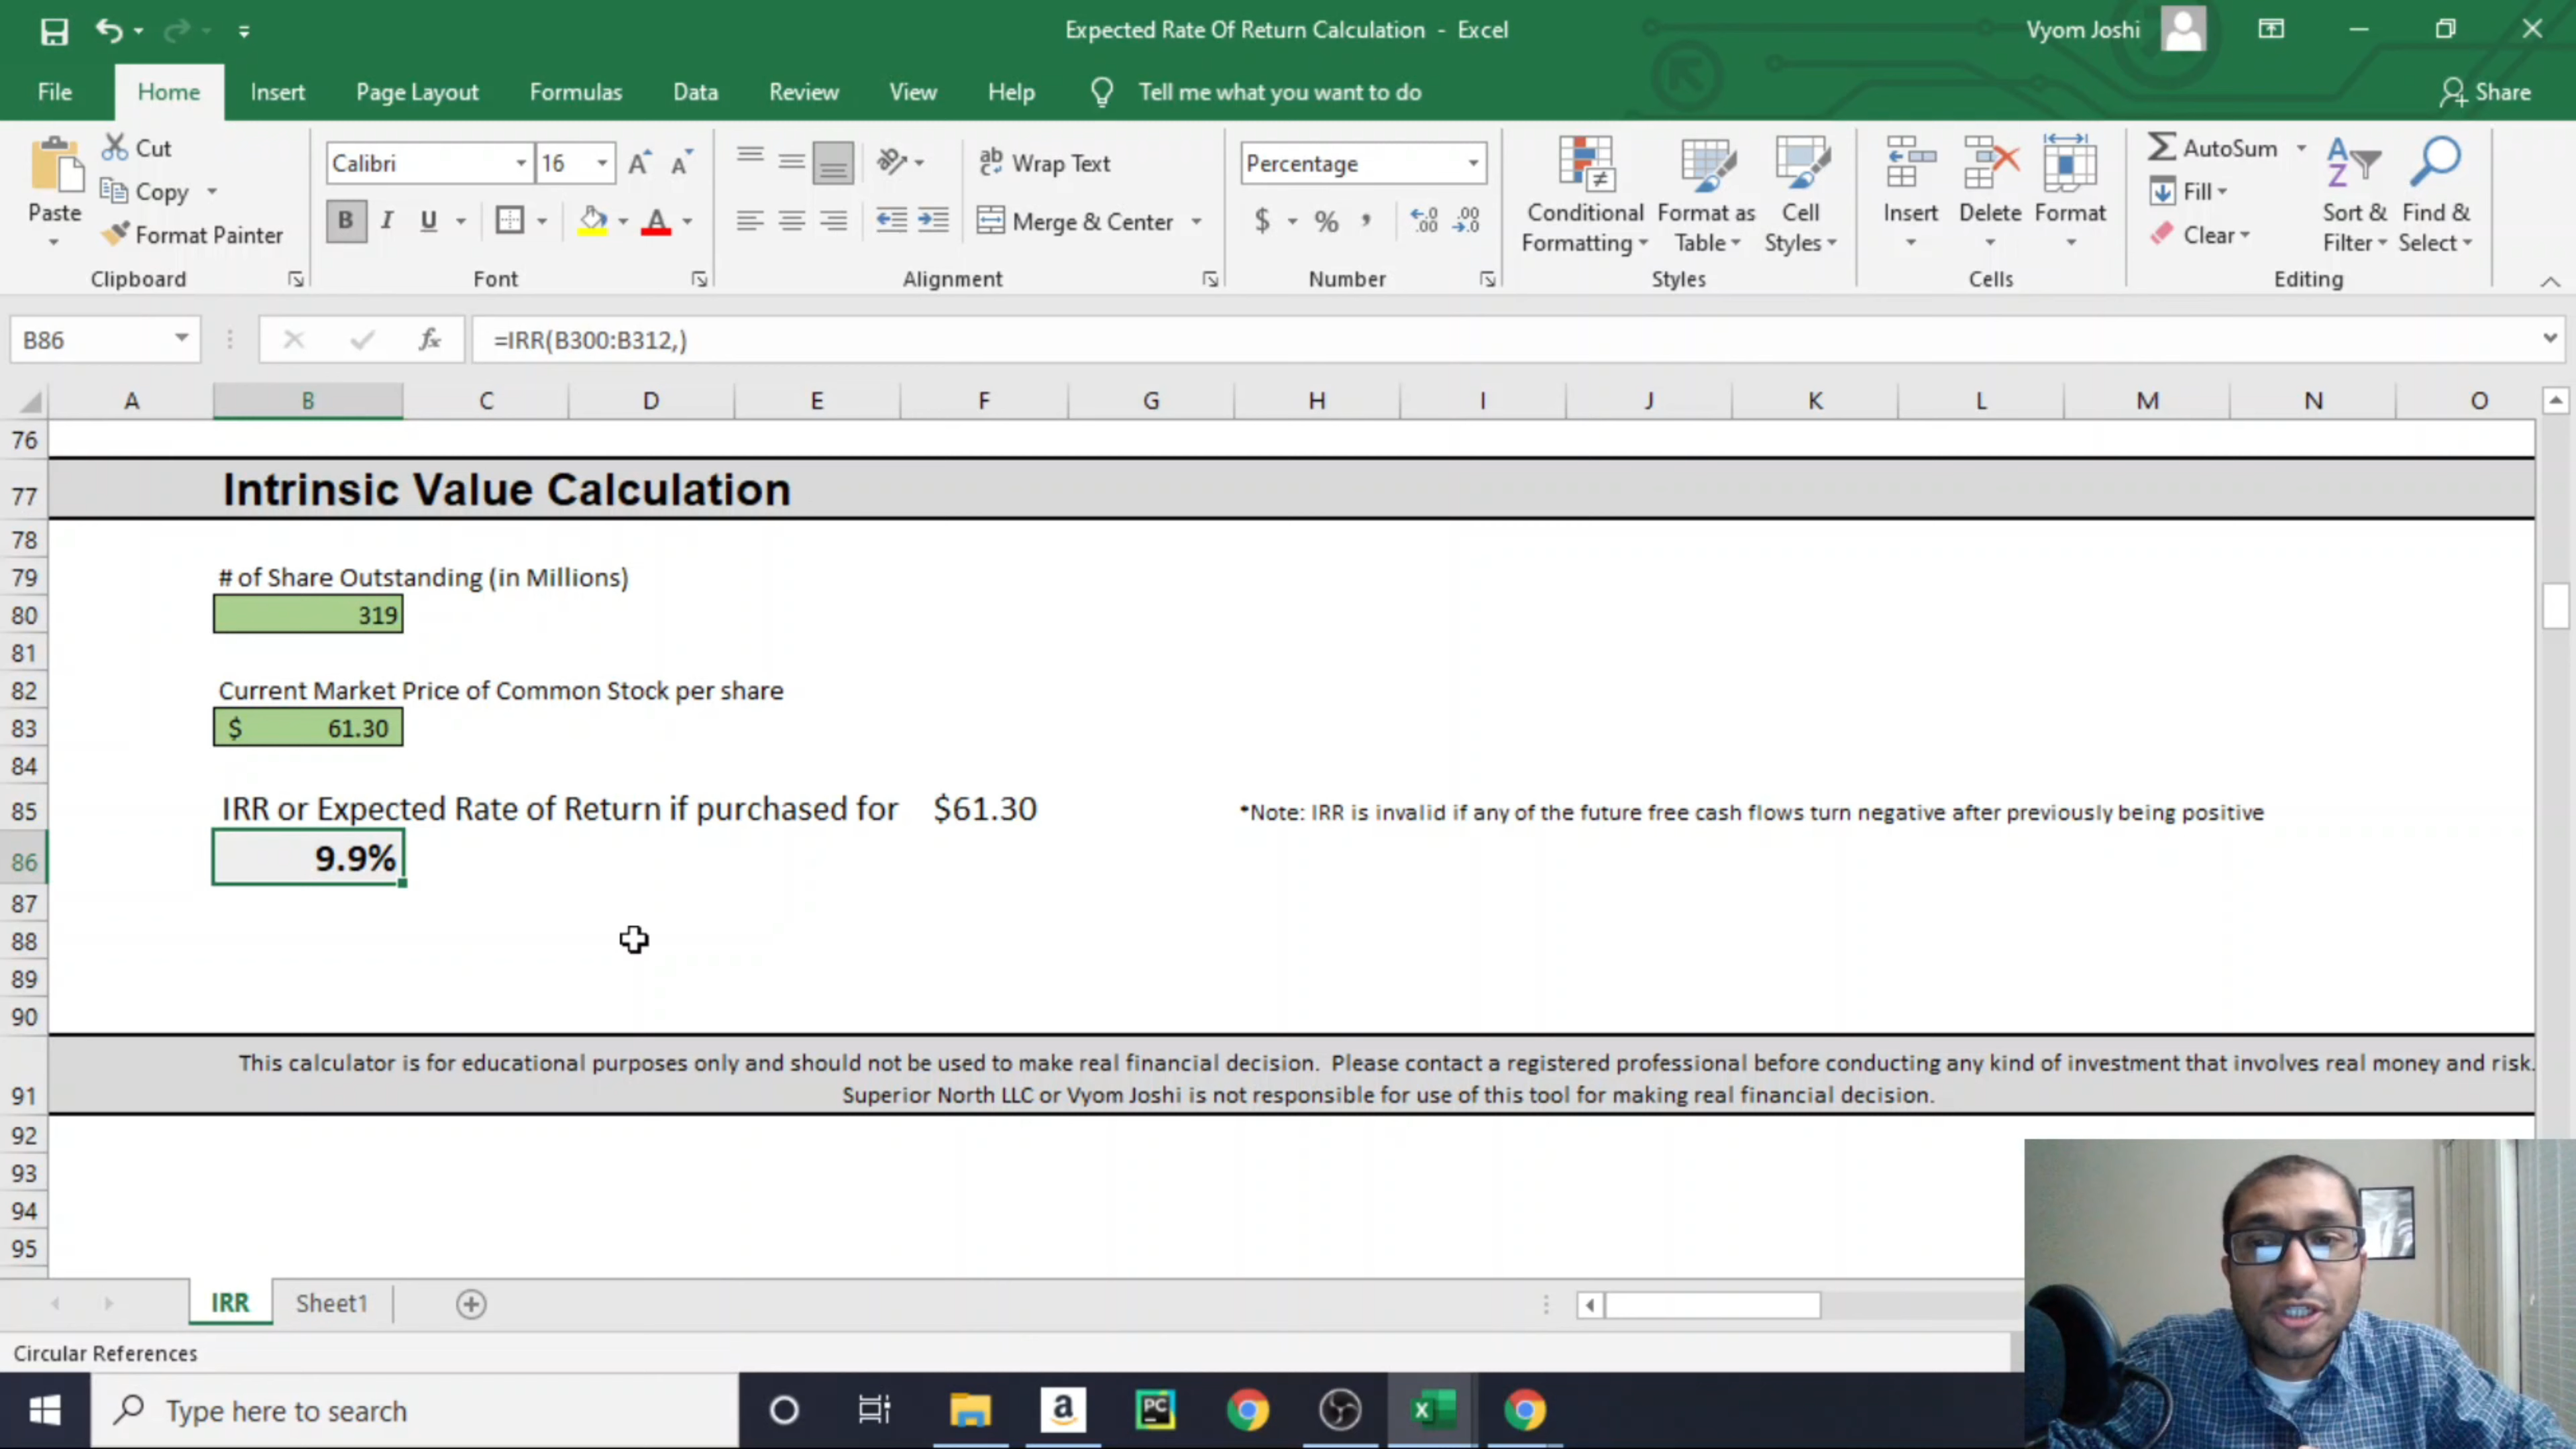 Expected Rate Of Return Calculation - Excel
Vyom Joshi
File Home Insert Page Layout Formulas Data Review View Help Tell me what you want to do Share
Paste
Cut
Copy
Format Painter
Clipboard
Calibri 16
B I U
Font
Wrap Text
Merge & Center
Alignment
Percentage
$ % ,
Number
Conditional Formatting
Format as Table
Cell Styles
Styles
Insert Delete Format
Cells
AutoSum
Fill
Clear
Sort & Filter
Find & Select
Editing
B86 fx =IRR(B300:B312,)
A B C D E F G H I J K L M N O
76
77 Intrinsic Value Calculation
78
79 # of Share Outstanding (in Millions)
80 319
81
82 Current Market Price of Common Stock per share
83 $ 61.30
84
85 IRR or Expected Rate of Return if purchased for $61.30 *Note: IRR is invalid if any of the future free cash flows turn negative after previously being positive
86 9.9%
87
88
89
90
This calculator is for educational purposes only and should not be used to make real financial decision. Please contact a registered professional before conducting any kind of investment that involves real money and risk.
91 Superior North LLC or Vyom Joshi is not responsible for use of this tool for making real financial decision.
92
93
94
95
IRR Sheet1
Circular References
Type here to search